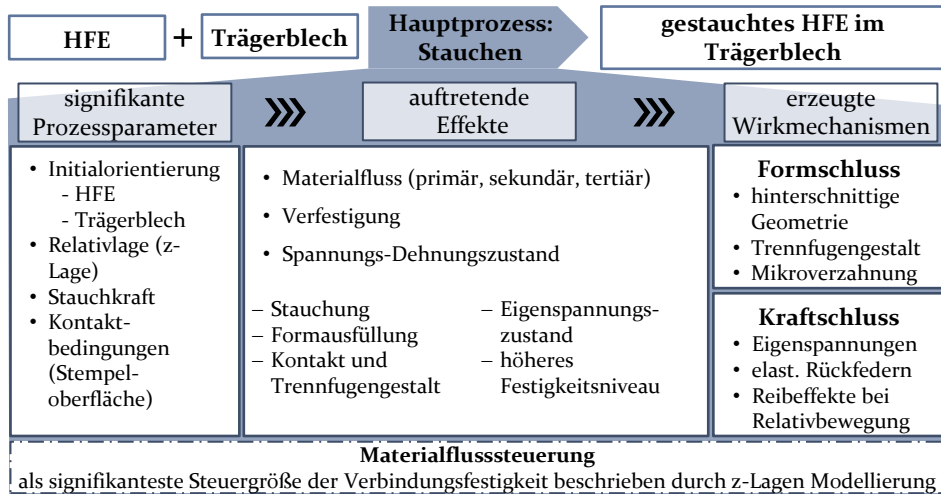 HFE
+
Trägerblech
Hauptprozess:
Stauchen
gestauchtes HFE im
Trägerblech
signifikante
Prozessparameter
auftretende
Effekte
erzeugte
Wirkmechanismen
• Initialorientierung
- HFE
- Trägerblech
• Relativlage (z-
Lage)
• Stauchkraft
• Kontakt-
bedingungen
(Stempel-
oberfläche)
• Materialfluss (primär, sekundär, tertiär)
• Verfestigung
• Spannungs-Dehnungszustand
– Stauchung
– Formausfüllung
– Kontakt und
Trennfugengestalt
– Eigenspannungs-
zustand
– höheres
Festigkeitsniveau
Formschluss
• hinterschnittige
Geometrie
• Trennfugengestalt
• Mikroverzahnung
Kraftschluss
• Eigenspannungen
• elast. Rückfedern
• Reibeffekte bei
Relativbewegung
Materialflusssteuerung
als signifikanteste Steuergröße der Verbindungsfestigkeit beschrieben durch z-Lagen Modellierung